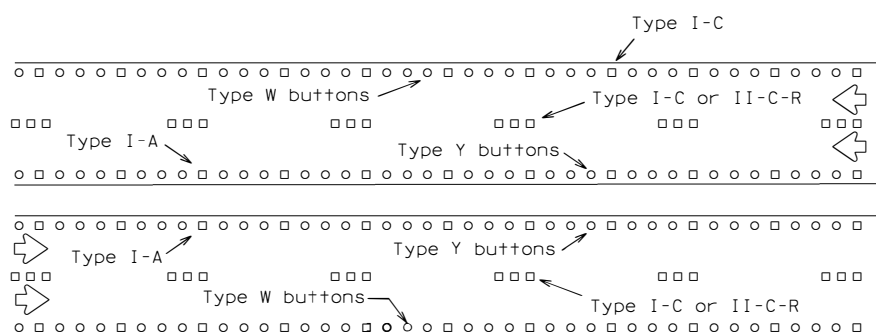 Type I-C
Type W buttons
Type I-C or II-C-R
Type I-A
Type Y buttons
Type I-A
Type Y buttons
Type W buttons
Type I-C or II-C-R